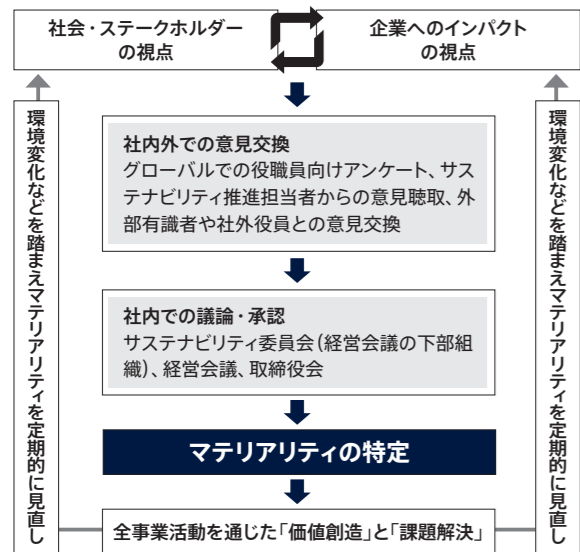 社会・ステークホルダー
の視点
企業へのインパクト
の視点
社内外での意見交換
グローバルでの役職員向けアンケート、サス
テナビリティ推進担当者からの意見聴取、外
部有識者や社外役員との意見交換
社内での議論・承認
サステナビリティ委員会(経営会議の下部組
織)、経営会議、取締役会
マテリアリティの特定
全事業活動を通じた「価値創造」と「課題解決」
環境変化などを踏まえマテリアリティを定期的に見直し
環境変化などを踏まえマテリアリティを定期的に見直し